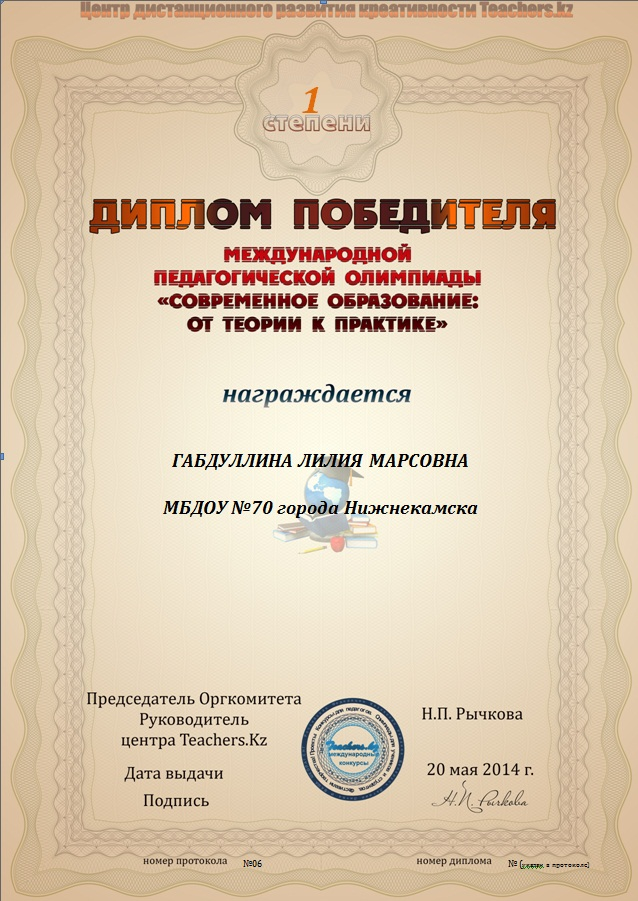 Центр дистанционного развития креативности Teachers.kz
1
степени
ДИПЛОМ ПОБЕДИТЕЛЯ
МЕЖДУНАРОДНОЙ
ПЕДАГОГИЧЕСКОЙ ОЛИМПИАДЫ
«СОВРЕМЕННОЕ ОБРАЗОВАНИЕ:
ОТ ТЕОРИИ К ПРАКТИКЕ»
награждается
ГАБДУЛЛИНА ЛИЛИЯ МАРСОВНА
МБДОУ №70 города Нижнекамска
Председатель Оргкомитета
Руководитель
центра Teachers.Kz
Н.П. Рычкова
Teachers.kz
международные
конкурсы
Дата выдачи
20 мая 2014 г.
Подпись
Н.П. Рычкова
номер протокола №06
номер диплома № (указан в протоколе)